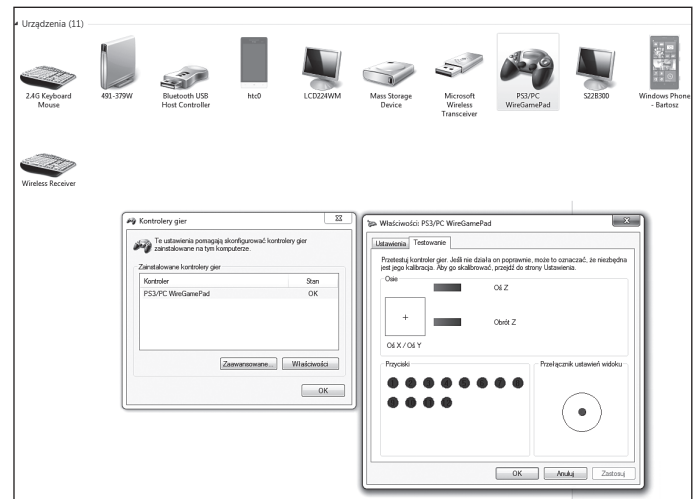 Urządzenia (11)
2.4G Keyboard Mouse
491-379W
Bluetooth USB Host Controller
htc0
LCD224WM
Mass Storage Device
Microsoft Wireless Transceiver
PS3/PC WireGamePad
S22B300
Windows Phone - Bartosz
Wireless Receiver
Kontrolery gier
Te ustawienia pomagają skonfigurować kontrolery gier
zainstalowane na tym komputerze.
Zainstalowane kontrolery gier
Kontroler Stan
PS3/PC WireGamePad OK
Zaawansowane... Właściwości
OK
Właściwości: PS3/PC WireGamePad
Ustawienia Testowanie
Przetestuj kontroler gier. Jeśli nie działa on poprawnie, może to oznaczać, że niezbędna
jest jego kalibracja. Aby go skalibrować, przejdź do strony Ustawienia.
Osie
Oś Z
Obrót Z
Oś X / Oś Y
Przyciski
Przełącznik ustawień widoku
OK Anuluj Zastosuj